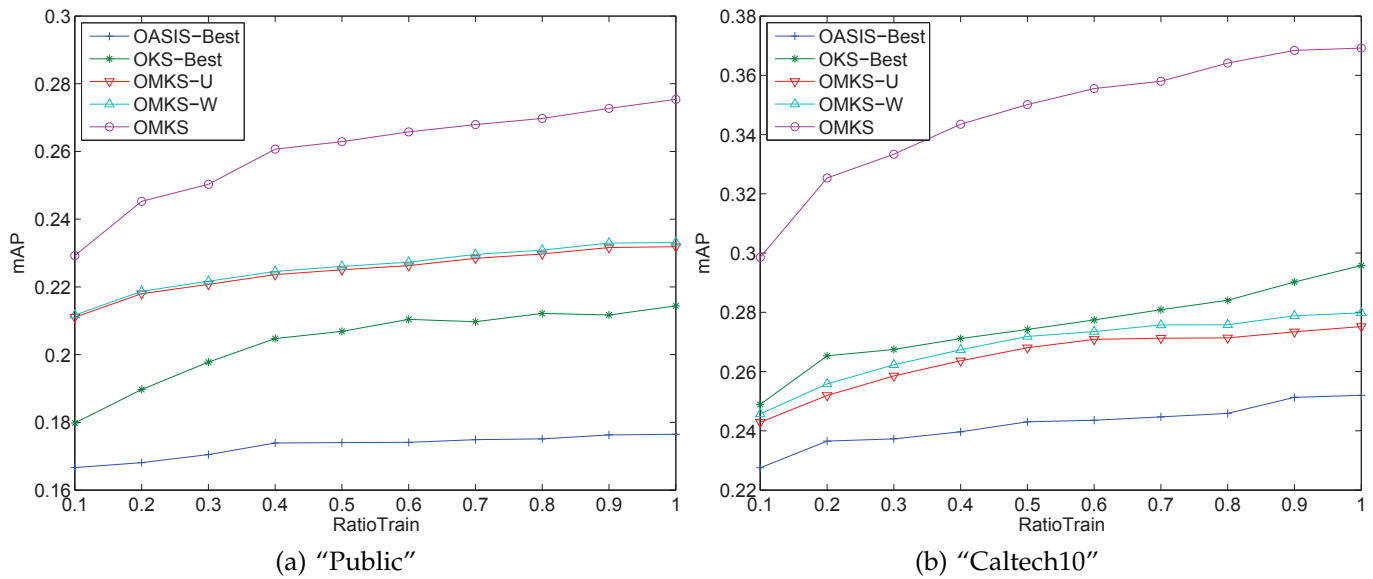 0.3
0.28
0.26
0.24
0.22
0.2
0.18
0.16
mAP
OASIS−Best
OKS−Best
OMKS−U
OMKS−W
OMKS
0.1 0.2 0.3 0.4 0.5 0.6 0.7 0.8 0.9 1
RatioTrain
(a) “Public”
0.38
0.36
0.34
0.32
0.3
0.28
0.26
0.24
0.22
mAP
OASIS−Best
OKS−Best
OMKS−U
OMKS−W
OMKS
0.1 0.2 0.3 0.4 0.5 0.6 0.7 0.8 0.9 1
RatioTrain
(b) “Caltech10”